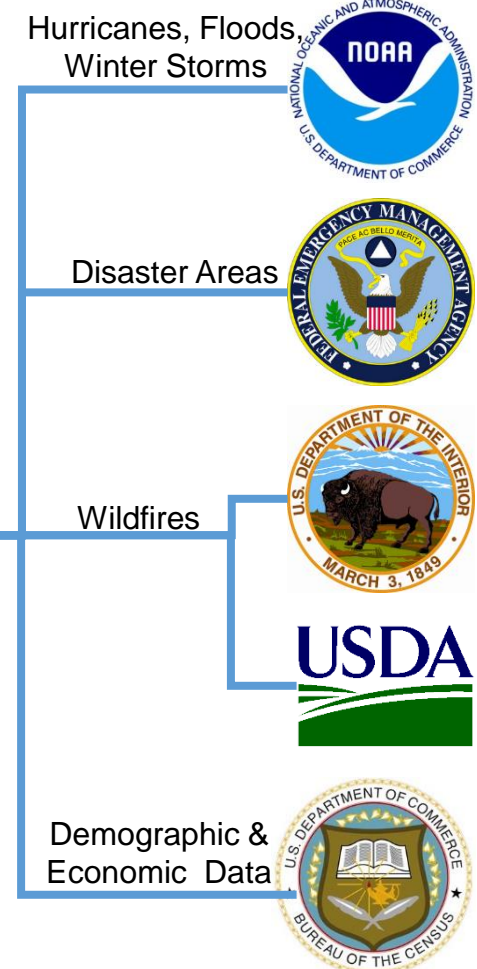 Hurricanes, Floods,
Winter Storms
NATIONAL OCEANIC AND ATMOSPHERIC ADMINISTRATION
NOAA
U.S. DEPARTMENT OF COMMERCE
Disaster Areas
FEDERAL EMERGENCY MANAGEMENT AGENCY
PACE AC BELLO MERITA
Wildfires
U.S. DEPARTMENT OF THE INTERIOR
MARCH 3, 1849
USDA
Demographic &
Economic Data
U.S. DEPARTMENT OF COMMERCE
BUREAU OF THE CENSUS